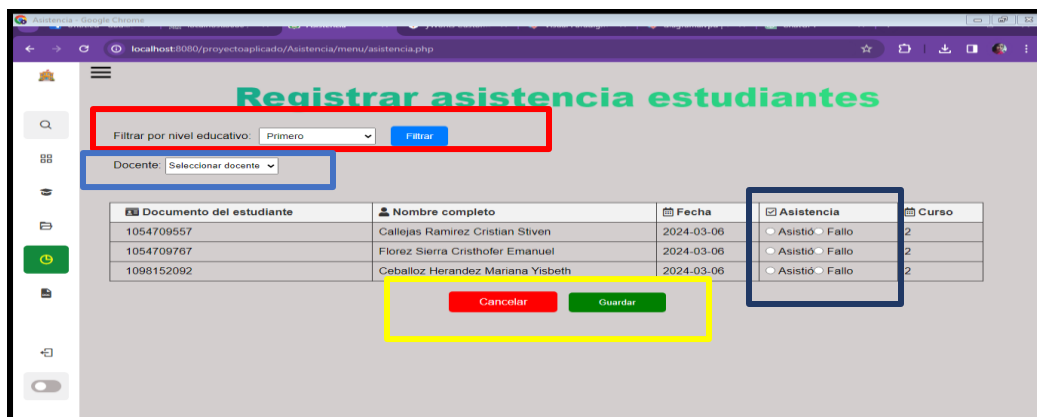 Asistencia - Google Chrome
localhost:8080/proyectoaplicado/Asistencia/menu/asistencia.php
Registrar asistencia estudiantes
Filtrar por nivel educativo: Primero Filtrar
Docente: Seleccionar docente
Documento del estudiante Nombre completo Fecha Asistencia Curso
1054709557 Callejas Ramirez Cristian Stiven 2024-03-06 Asistió Fallo 2
1054709767 Florez Sierra Cristhofer Emanuel 2024-03-06 Asistió Fallo 2
1098152092 Ceballoz Herandez Mariana Yisbeth 2024-03-06 Asistió Fallo 2
Cancelar Guardar